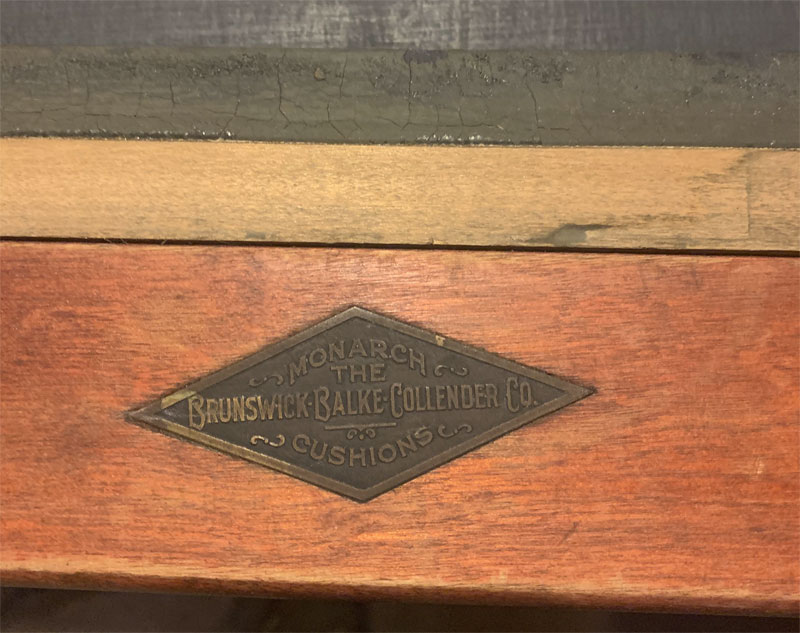 MONARCH
THE
BRUNSWICK-BALKE-COLLENDER CO.
CUSHIONS